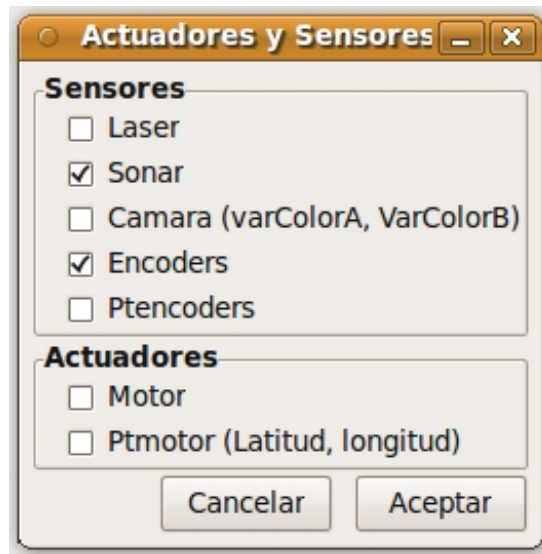 Actuadores y Sensores
Sensores
Laser
Sonar
Camara (varColorA, VarColorB)
Encoders
Ptencoders
Actuadores
Motor
Ptmotor (Latitud, longitud)
Cancelar Aceptar